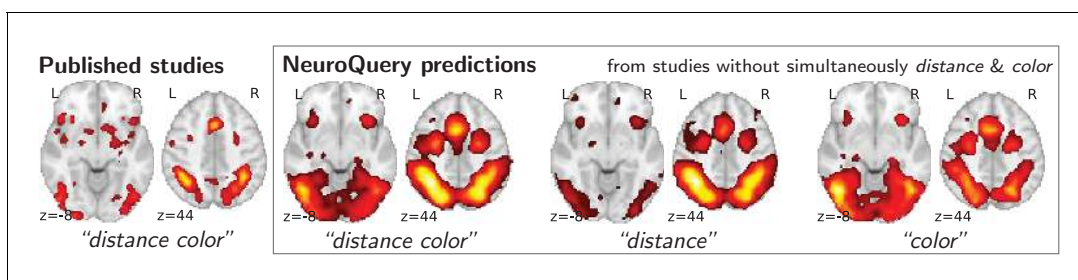 Published studies
NeuroQuery predictions
from studies without simultaneously distance & color
L R L R L R L R L R L R L R L R
z=-8 z=44 z=-8 z=44 z=-8 z=44 z=-8 z=44
“distance color” “distance color” “distance” “color”